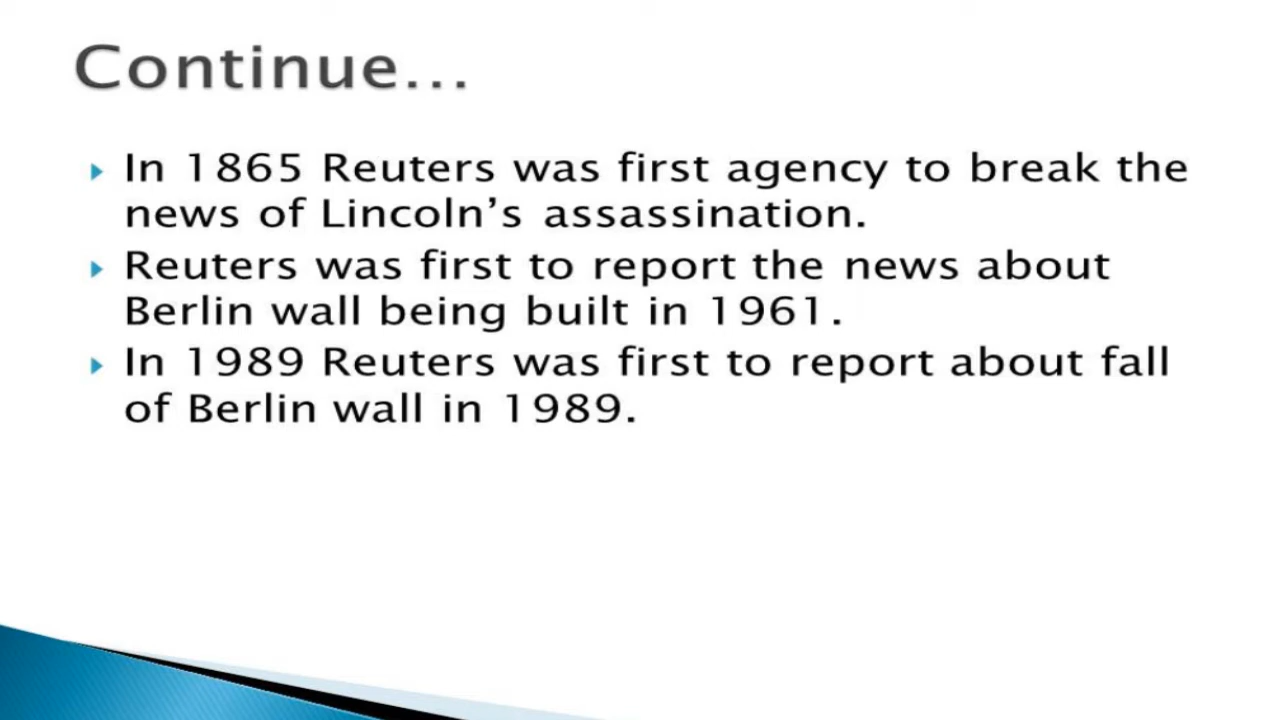 Continue...
In 1865 Reuters was first agency to break the
news of Lincoln’s assassination.
Reuters was first to report the news about
Berlin wall being built in 1961.
In 1989 Reuters was first to report about fall
of Berlin wall in 1989.